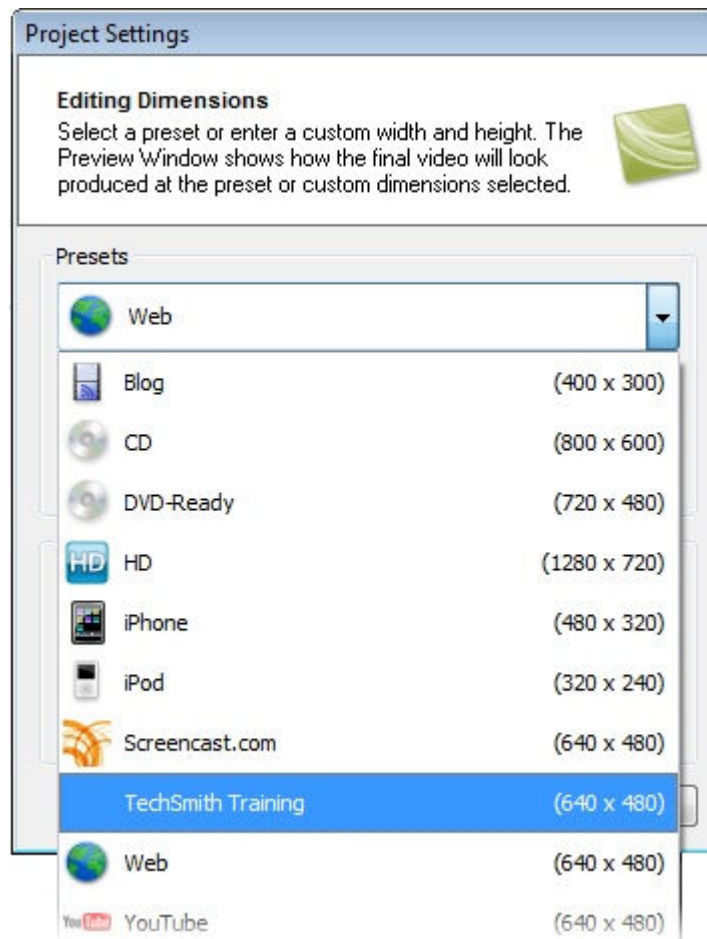 Project Settings
Editing Dimensions
Select a preset or enter a custom width and height. The
Preview Window shows how the final video will look
produced at the preset or custom dimensions selected.
Presets
Web
Blog (400 x 300)
CD (800 x 600)
DVD-Ready (720 x 480)
HD HD (1280 x 720)
iPhone (480 x 320)
iPod (320 x 240)
Screencast.com (640 x 480)
TechSmith Training (640 x 480)
Web (640 x 480)
YouTube YouTube (640 x 480)